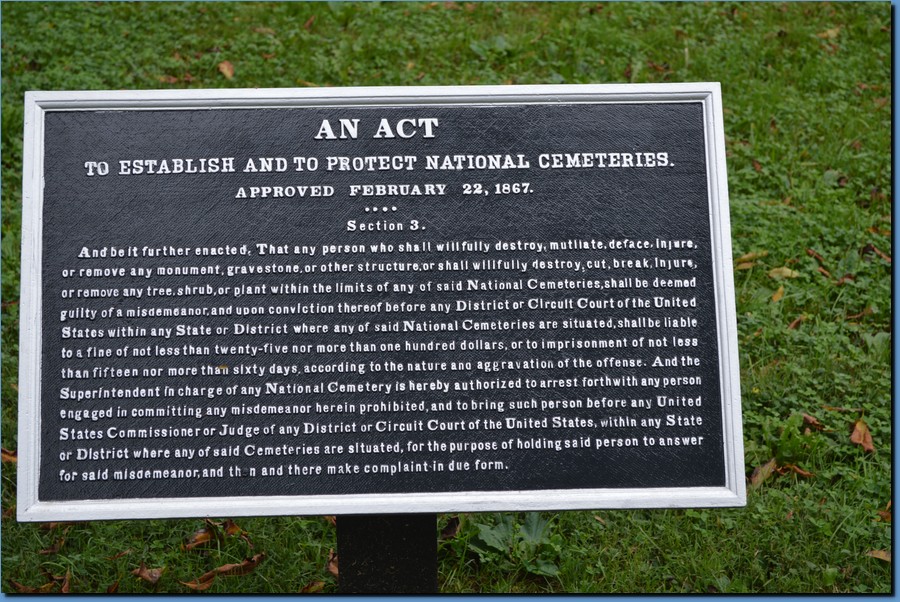 AN ACT
TO ESTABLISH AND TO PROTECT NATIONAL CEMETERIES.
APPROVED FEBRUARY 22, 1867.
....
Section 3.
And be it further enacted, That any person who shall willfully destroy, mutilate, deface, injure,
or remove any monument, gravestone, or other structure, or shall willfully destroy, cut, break, injure,
or remove any tree, shrub, or plant within the limits of any of said National Cemeteries, shall be deemed
guilty of a misdemeanor, and upon conviction thereof before any District or Circuit Court of the United
States within any State or District where any of said National Cemeteries are situated, shall be liable
to a fine of not less than twenty-five nor more than one hundred dollars, or to imprisonment of not less
than fifteen nor more than sixty days, according to the nature and aggravation of the offense. And the
Superintendent in charge of any National Cemetery is hereby authorized to arrest forthwith any person
engaged in committing any misdemeanor herein prohibited, and to bring such person before any United
States Commissioner or Judge of any District or Circuit Court of the United States, within any State
or District where any of said Cemeteries are situated, for the purpose of holding said person to answer
for said misdemeanor, and then and there make complaint in due form.